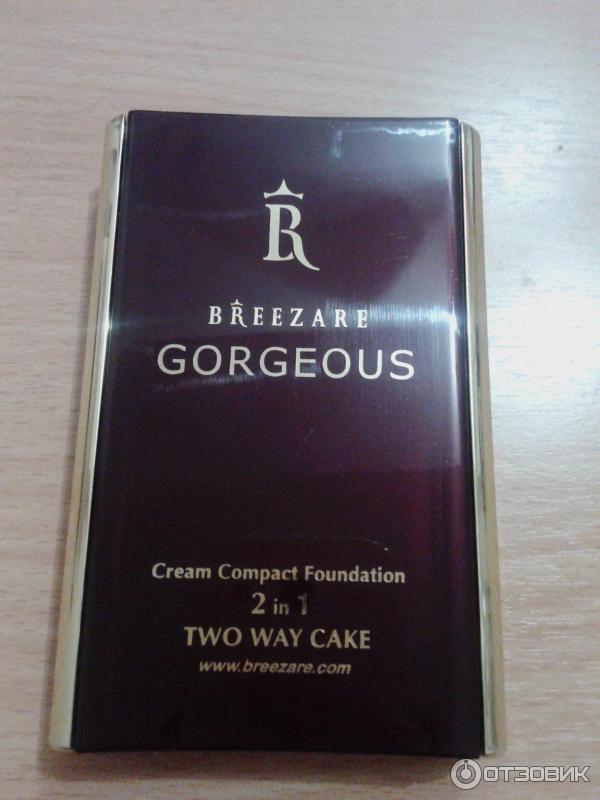 R
BREEZARE
GORGEOUS
Cream Compact Foundation
2 in 1
TWO WAY CAKE
www.breezare.com
ОТЗОВИК